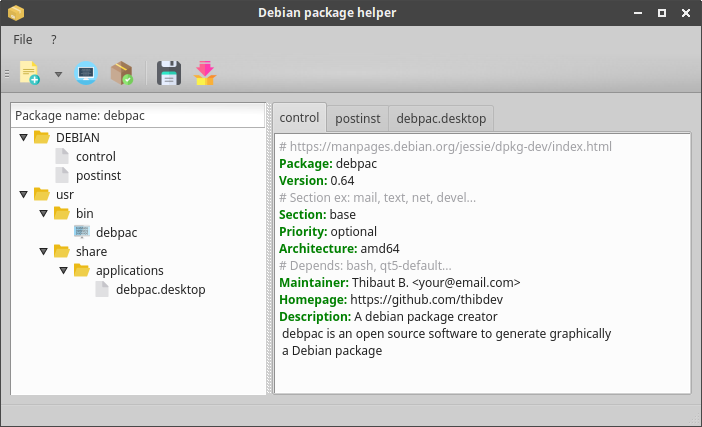 Debian package helper
File ?
Package name: debpac
DEBIAN
control
postinst
usr
bin
debpac
share
applications
debpac.desktop
control postinst debpac.desktop
# https://manpages.debian.org/jessie/dpkg-dev/index.html
Package: debpac
Version: 0.64
# Section ex: mail, text, net, devel...
Section: base
Priority: optional
Architecture: amd64
# Depends: bash, qt5-default...
Maintainer: Thibaut B. <your@email.com>
Homepage: https://github.com/thibdev
Description: A debian package creator
debpac is an open source software to generate graphically
a Debian package